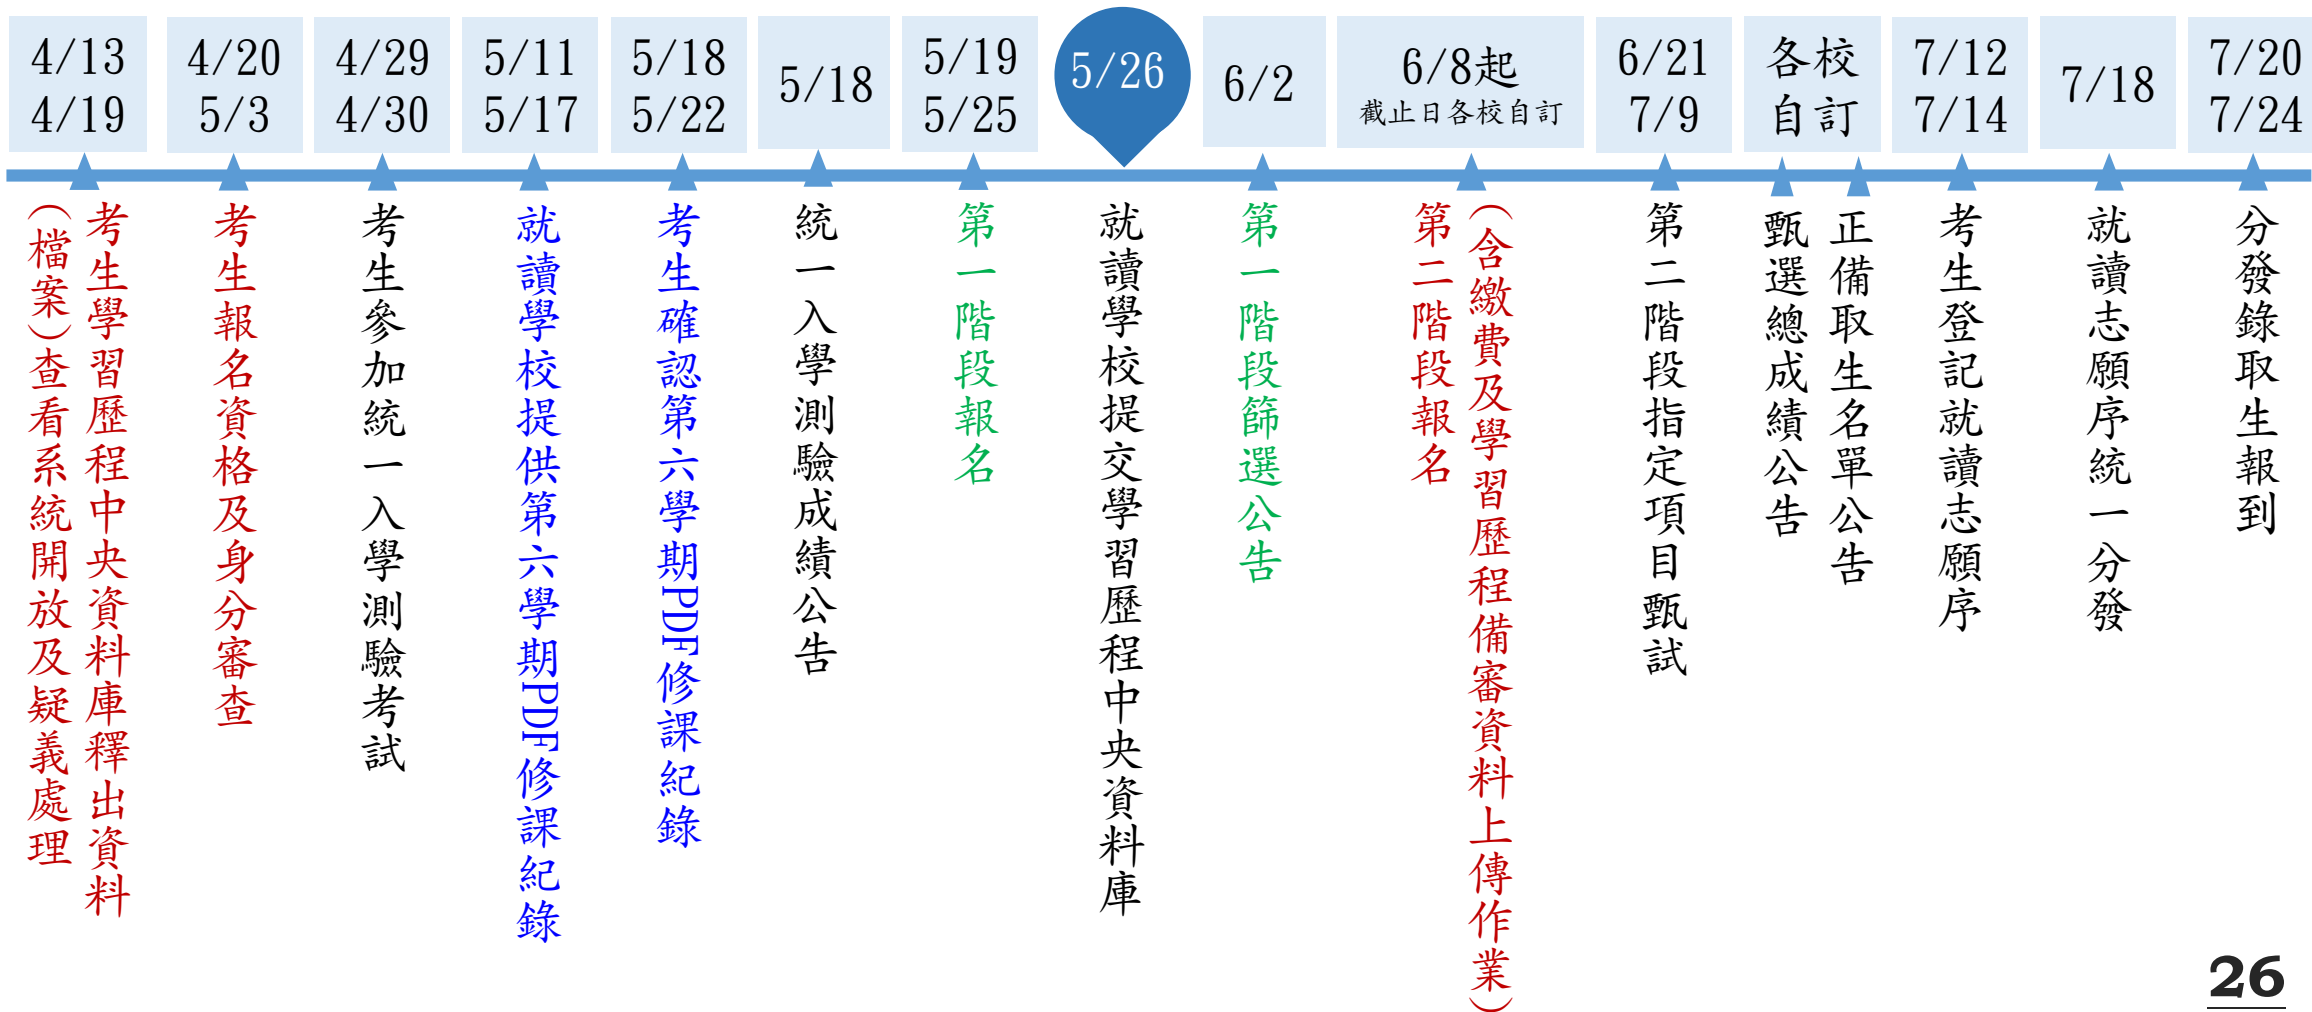 4/13
4/19
考生學習歷程中央資料庫釋出資料
(檔案)查看系統開放及疑義處理
4/20
5/3
考生報名資格及身分審查
4/29
4/30
考生參加統一入學測驗考試
5/11
5/17
就讀學校提供第六學期PDF修課紀錄
5/18
5/22
考生確認第六學期PDF修課紀錄
5/18
統一入學測驗成績公告
5/19
5/25
第一階段報名
5/26
就讀學校提交學習歷程中央資料庫
6/2
第一階段篩選公告
6/8起
截止日各校自訂
第二階段報名
(含繳費及學習歷程備審資料上傳作業)
6/21
7/9
第二階段指定項目甄試
各校
自訂
甄選總成績公告
正備取生名單公告
7/12
7/14
考生登記就讀志願序
7/18
就讀志願序統一分發
7/20
7/24
分發錄取生報到
26